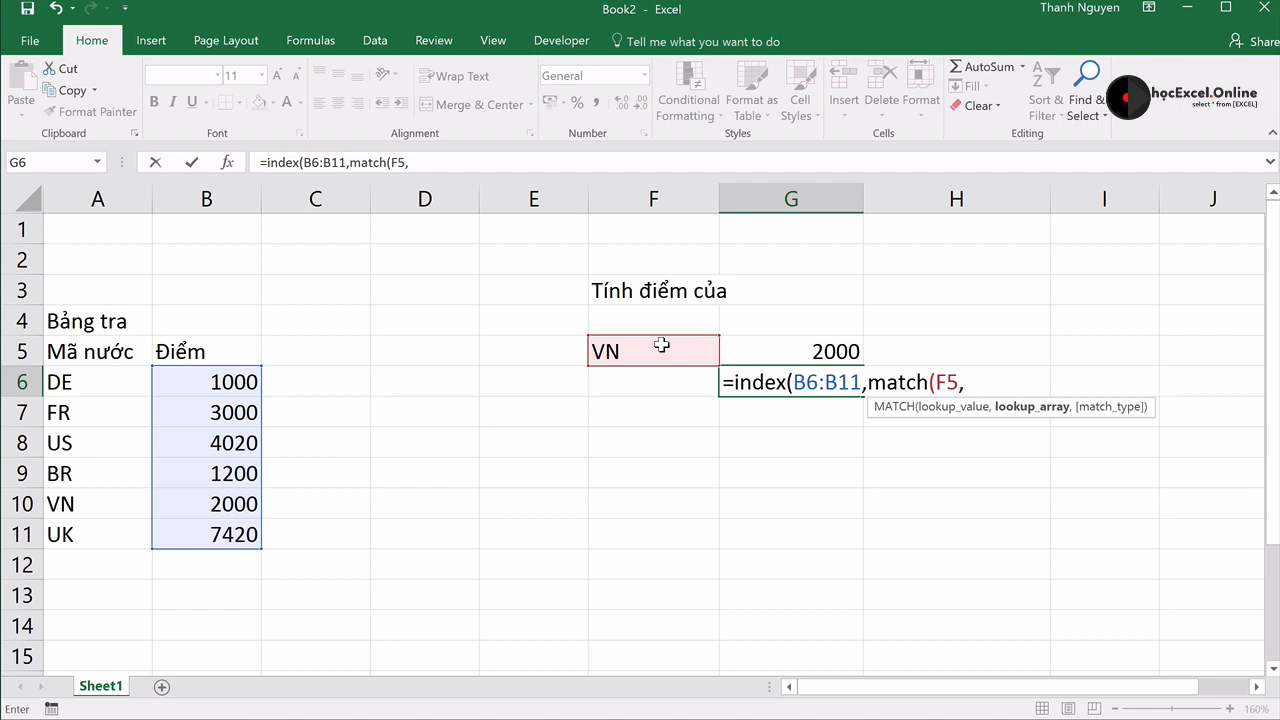 Book2 - Excel
Thanh Nguyen
File Home Insert Page Layout Formulas Data Review View Developer Tell me what you want to do Share
Paste Cut Copy Format Painter
Clipboard
11 A A
B I U A
Font
Wrap Text
Merge & Center
Alignment
General
% ,
Number
Conditional Formatting Format as Table Cell Styles
Styles
Insert Delete Format
Cells
AutoSum Fill Clear Sort & Filter Find & Select
Editing
họcExcel.Online
select * from [EXCEL]
G6 fx =index(B6:B11,match(F5,
A B C D E F G H I J
1
2
3 Tính điểm của
4 Bảng tra
5 Mã nước Điểm VN 2000
6 DE 1000 =index(B6:B11,match(F5,
MATCH(lookup_value, lookup_array, [match_type])
7 FR 3000
8 US 4020
9 BR 1200
10 VN 2000
11 UK 7420
12
13
14
15
Sheet1
Enter 160%